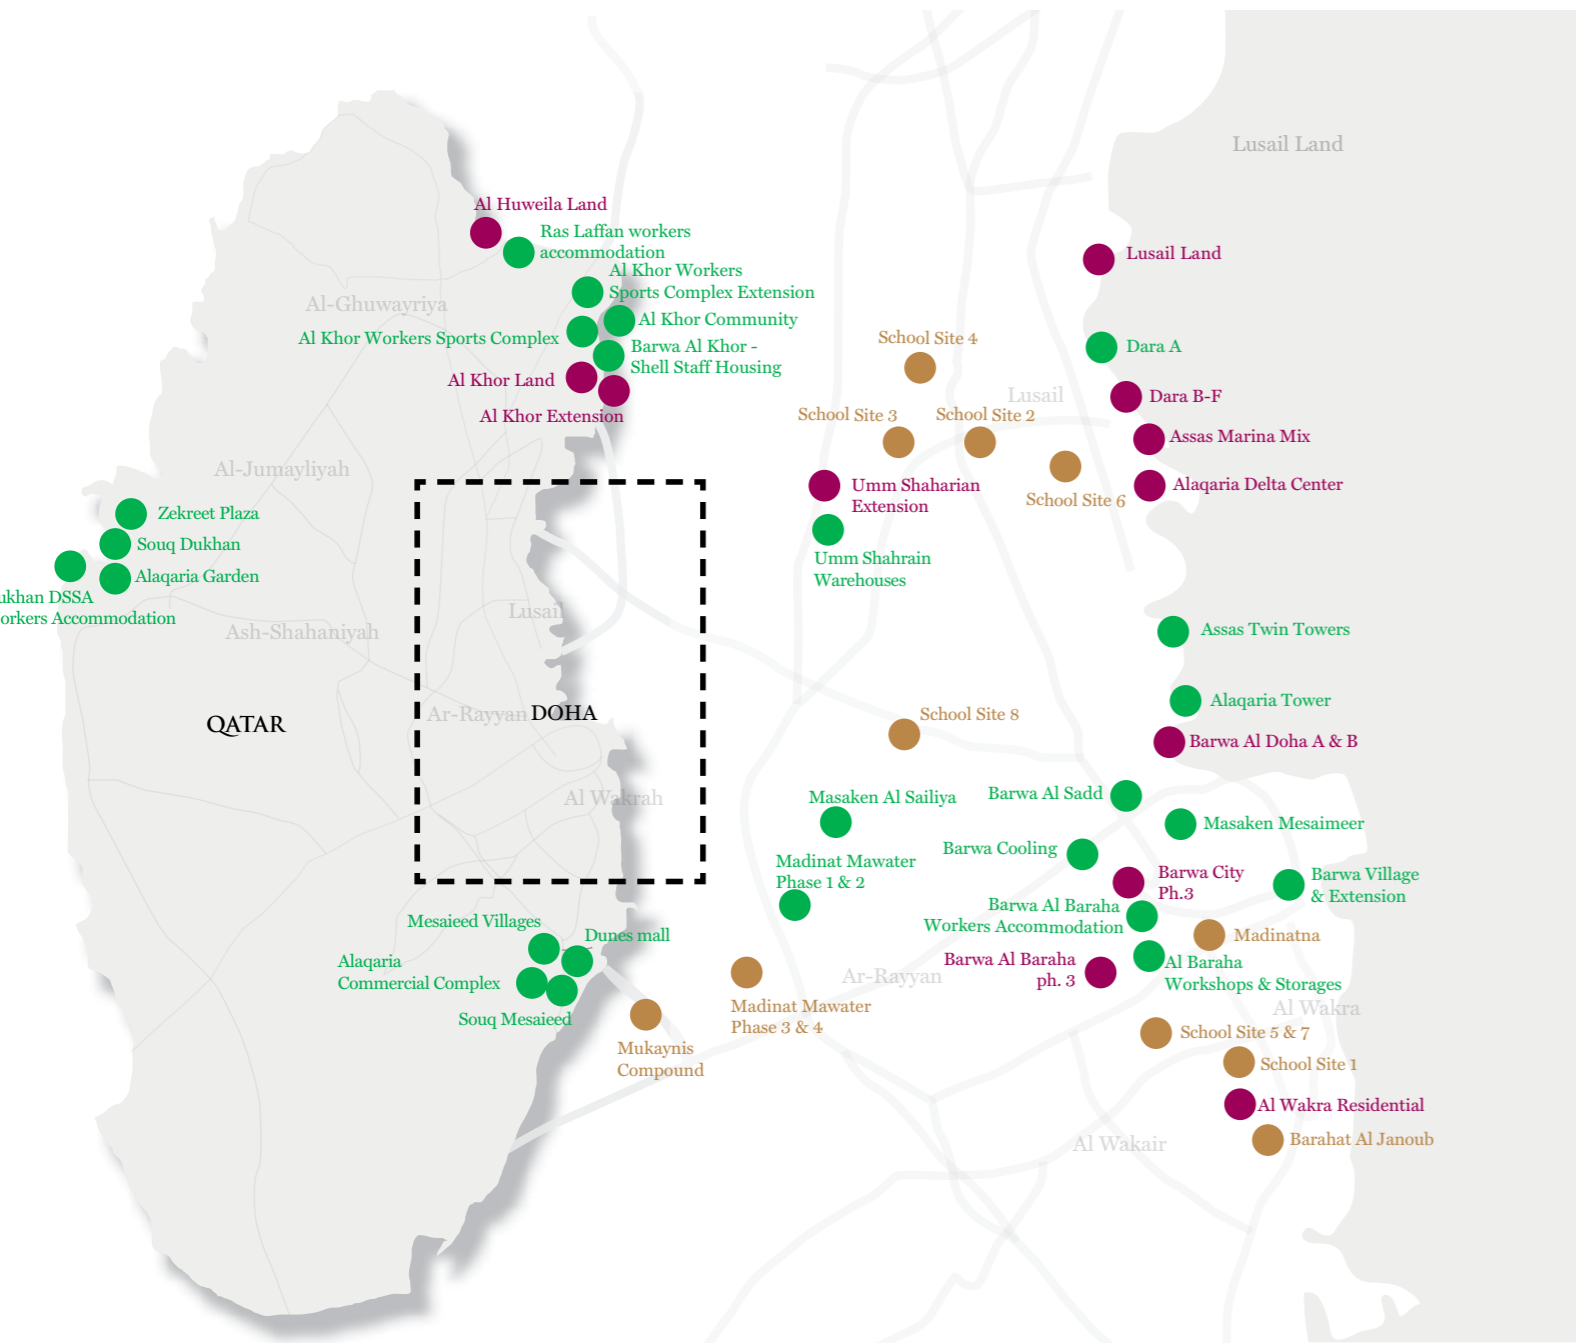 Lusail Land
Al Huweila Land
Ras Laffan workers
accommodation
Al Khor Workers
Sports Complex Extension
Al-Ghuwayriya
Al Khor Community
Al Khor Workers Sports Complex
Barwa Al Khor -
Shell Staff Housing
Al Khor Land
Al Khor Extension
Al-Jumayliyah
Zekreet Plaza
Souq Dukhan
Alaqaria Garden
ukhan DSSA
orkers Accommodation
Ash-Shahaniyah
Lusail
QATAR
Ar-Rayyan
DOHA
Al Wakrah
Mesaieed Villages
Dunes mall
Alaqaria
Commercial Complex
Souq Mesaieed
Mukaynis
Compound
Lusail Land
Dara A
School Site 4
Lusail
Dara B-F
School Site 3
School Site 2
Assas Marina Mix
School Site 6
Alaqaria Delta Center
Umm Shaharian
Extension
Umm Shahrain
Warehouses
Assas Twin Towers
Alaqaria Tower
School Site 8
Barwa Al Doha A & B
Masaken Al Sailiya
Barwa Al Sadd
Masaken Mesaimeer
Barwa Cooling
Madinat Mawater
Phase 1 & 2
Barwa City
Ph.3
Barwa Village
& Extension
Barwa Al Baraha
Workers Accommodation
Madinatna
Barwa Al Baraha
ph. 3
Al Baraha
Workshops & Storages
Ar-Rayyan
Madinat Mawater
Phase 3 & 4
Al Wakra
School Site 5 & 7
School Site 1
Al Wakra Residential
Barahat Al Janoub
Al Wakair